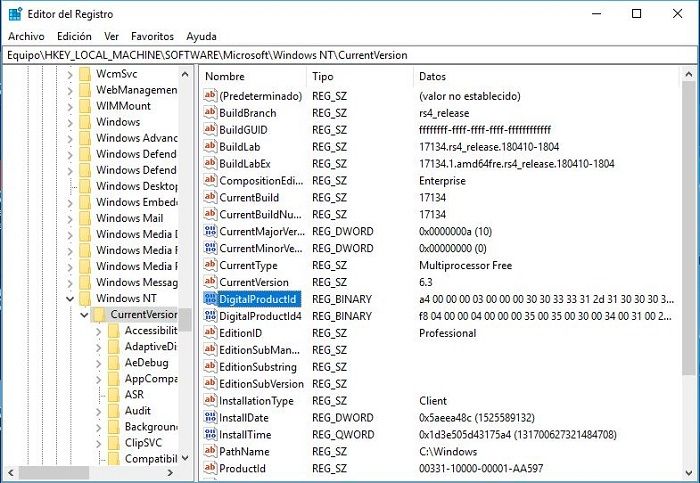 Editor del Registro
Archivo Edición Ver Favoritos Ayuda
Equipo\HKEY_LOCAL_MACHINE\SOFTWARE\Microsoft\Windows NT\CurrentVersion
WcmSvc
WebManagemen
WIMMount
Windows
Windows Advanc
Windows Defend
Windows Defend
Windows Desktop
Windows Embed
Windows Mail
Windows Media D
Windows Media F
Windows Media R
Windows Messag
Windows NT
CurrentVersion
Accessibilit
AdaptiveDi
AeDebug
AppCompa
ASR
Audit
Background
ClipSVC
Compatibil
Nombre Tipo Datos
(Predeterminado) REG_SZ (valor no establecido)
BuildBranch REG_SZ rs4_release
BuildGUID REG_SZ ffffffff-ffff-ffff-ffff-ffffffffffff
BuildLab REG_SZ 17134.rs4_release.180410-1804
BuildLabEx REG_SZ 17134.1.amd64fre.rs4_release.180410-1804
CompositionEdi... REG_SZ Enterprise
CurrentBuild REG_SZ 17134
CurrentBuildNu... REG_SZ 17134
CurrentMajorVer... REG_DWORD 0x0000000a (10)
CurrentMinorVer... REG_DWORD 0x00000000 (0)
CurrentType REG_SZ Multiprocessor Free
CurrentVersion REG_SZ 6.3
DigitalProductId REG_BINARY a4 00 00 00 03 00 00 00 30 30 33 33 31 2d 31 30 30 30 3...
DigitalProductId4 REG_BINARY f8 04 00 00 04 00 00 00 35 00 35 00 30 00 34 00 31 00 2...
EditionID REG_SZ Professional
EditionSubMan... REG_SZ
EditionSubstring REG_SZ
EditionSubVersion REG_SZ
InstallationType REG_SZ Client
InstallDate REG_DWORD 0x5aeea48c (1525589132)
InstallTime REG_QWORD 0x1d3e505d43175a4 (131700627321484708)
PathName REG_SZ C:\Windows
ProductId REG_SZ 00331-10000-00001-AA597